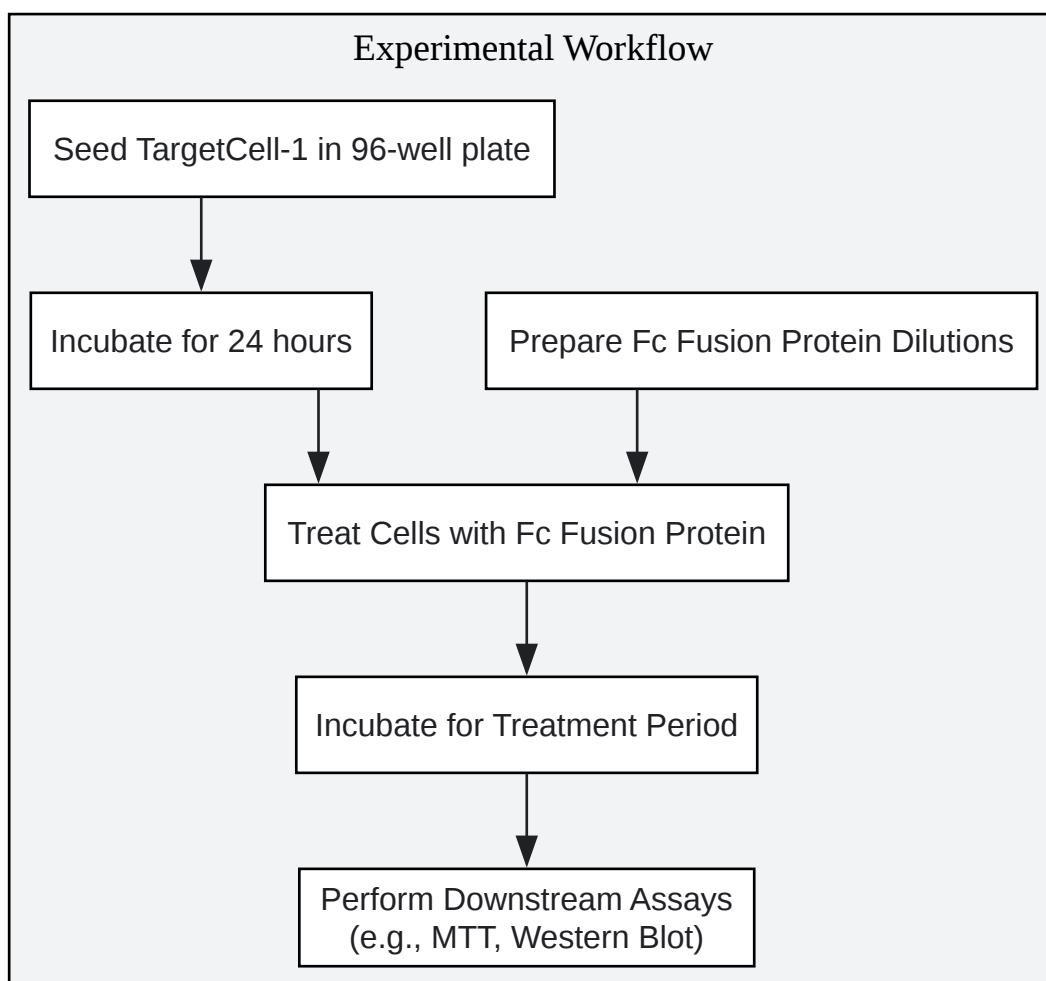 Experimental Workflow
Seed TargetCell-1 in 96-well plate
Incubate for 24 hours
Prepare Fc Fusion Protein Dilutions
Treat Cells with Fc Fusion Protein
Incubate for Treatment Period
Perform Downstream Assays
(e.g., MTT, Western Blot)